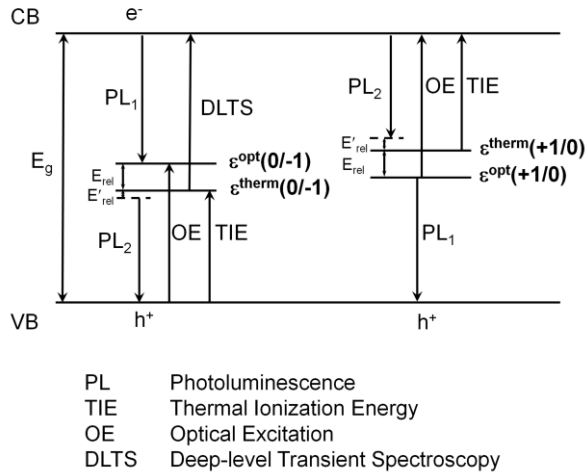 CB
e⁻
PL₁
DLTS
E_g
ε^opt(0/-1)
E_rel
ε^therm(0/-1)
E′_rel
PL₂
OE
TIE
VB
h⁺
PL₂
OE
TIE
E′_rel
ε^therm(+1/0)
E_rel
ε^opt(+1/0)
PL₁
h⁺
PL Photoluminescence
TIE Thermal Ionization Energy
OE Optical Excitation
DLTS Deep-level Transient Spectroscopy